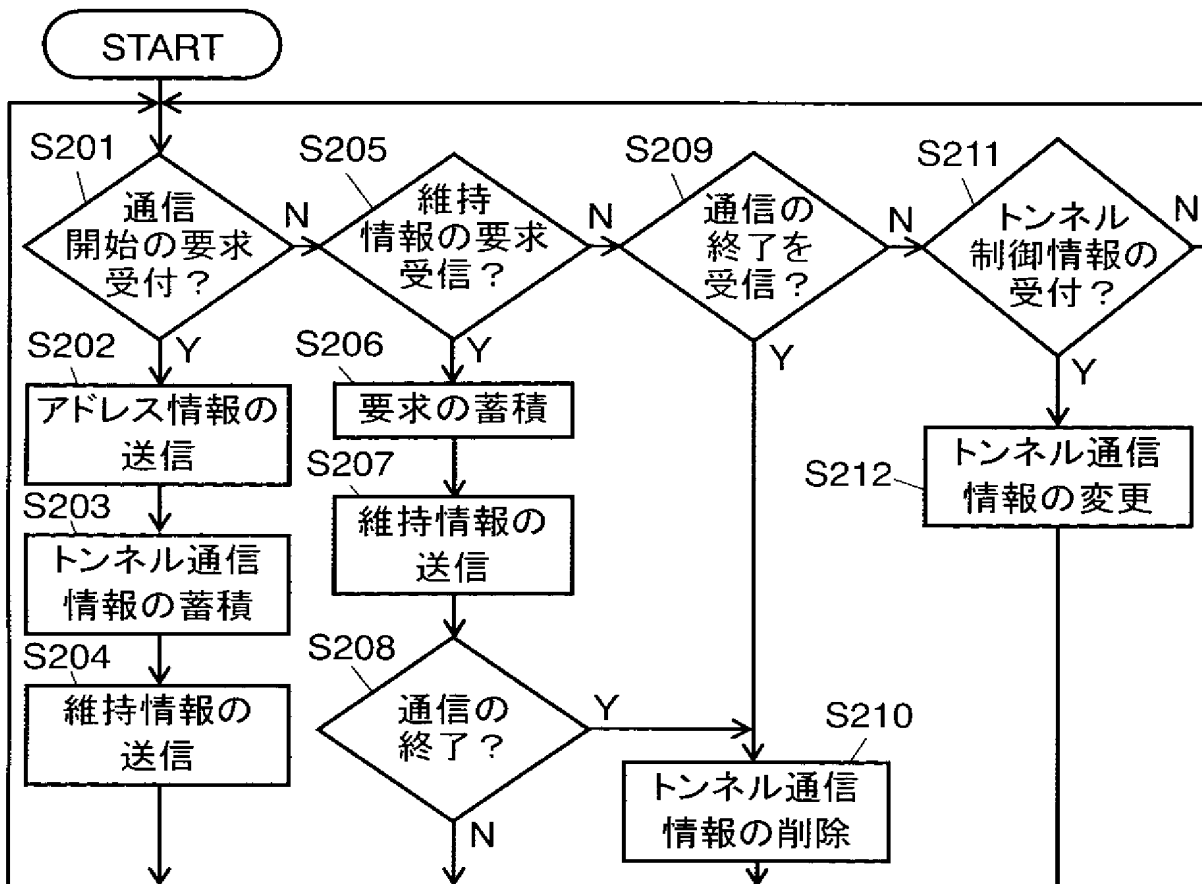 START
S201
通信
開始の要求
受付？
N
S205
維持
情報の要求
受信？
N
S209
通信の
終了を
受信？
N
S211
トンネル
制御情報の
受付？
N
Y
S202
アドレス情報の
送信
S203
トンネル通信
情報の蓄積
S204
維持情報の
送信
Y
S206
要求の蓄積
S207
維持情報の
送信
S208
通信の
終了？
Y
N
Y
S210
トンネル通信
情報の削除
Y
S212
トンネル通信
情報の変更